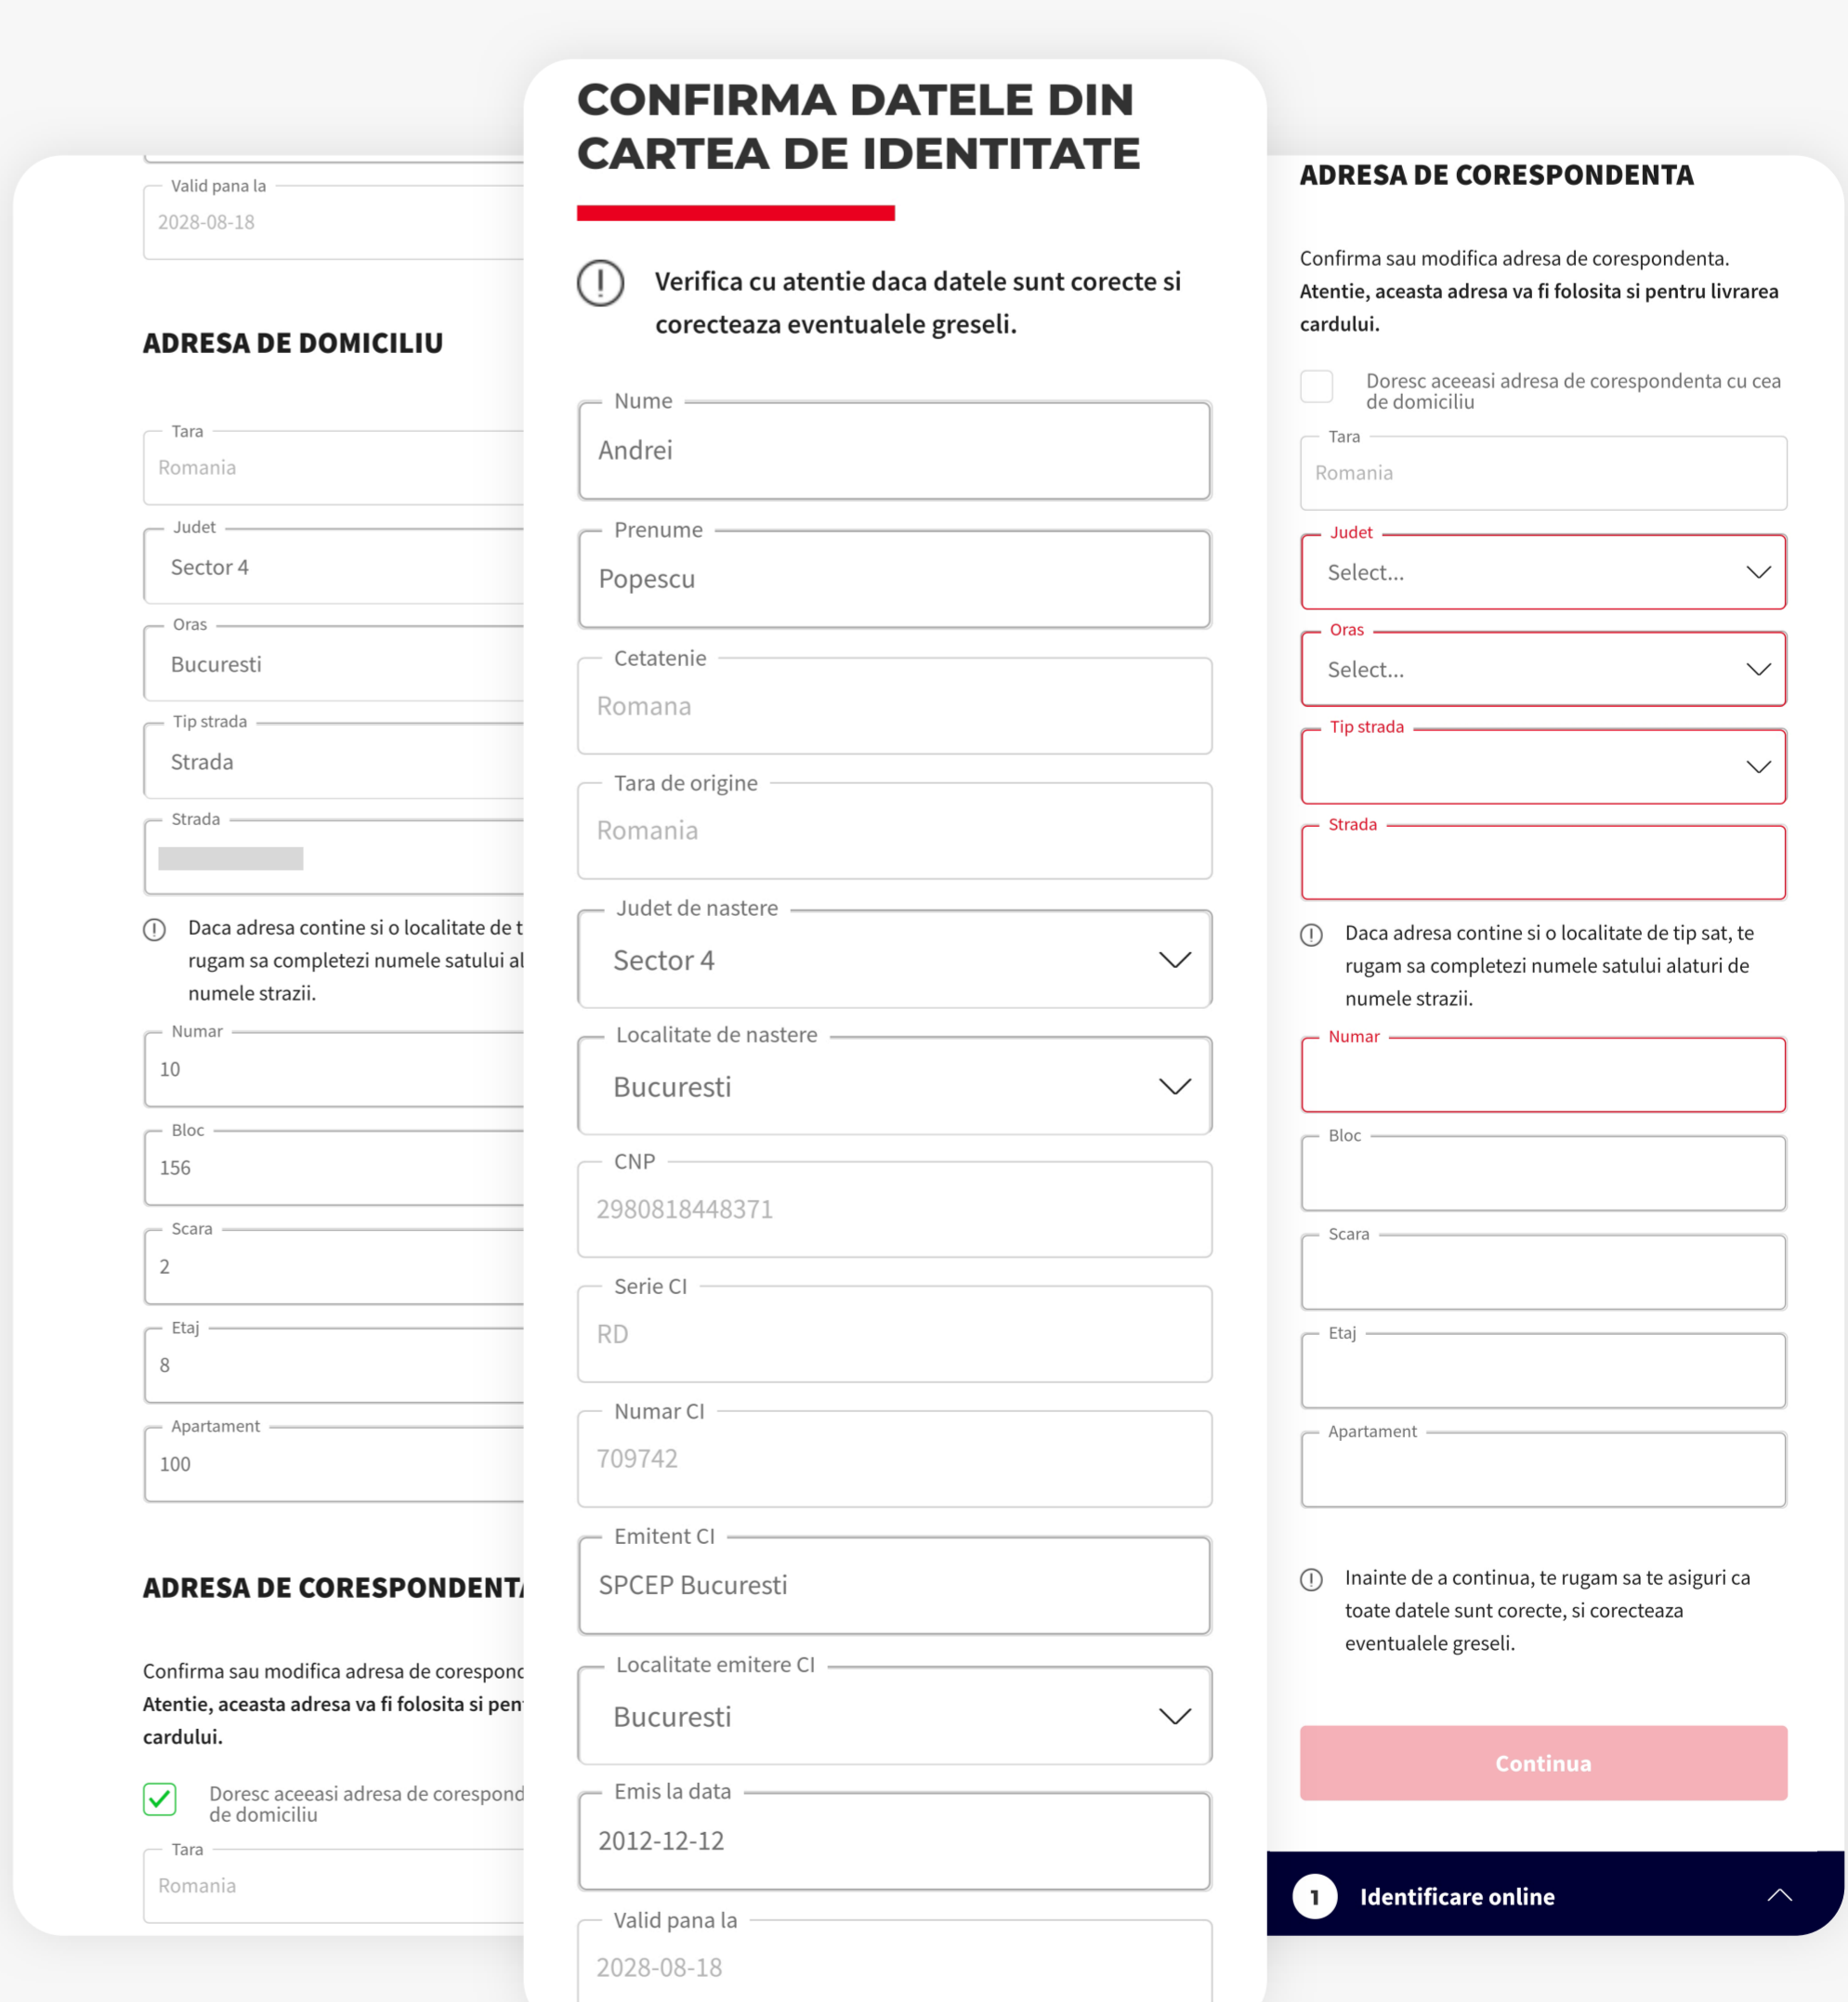 Valid pana la
2028-08-18
ADRESA DE DOMICILIU
Tara
Romania
Judet
Sector 4
Oras
Bucuresti
Tip strada
Strada
Strada
Daca adresa contine si o localitate de t
rugam sa completezi numele satului al
numele strazii.
Numar
10
Bloc
156
Scara
2
Etaj
8
Apartament
100
ADRESA DE CORESPONDENTA
Confirma sau modifica adresa de corespond
Atentie, aceasta adresa va fi folosita si pen
cardului.
Doresc aceeasi adresa de corespond
de domiciliu
Tara
Romania
CONFIRMA DATELE DIN
CARTEA DE IDENTITATE
Verifica cu atentie daca datele sunt corecte si
corecteaza eventualele greseli.
Nume
Andrei
Prenume
Popescu
Cetatenie
Romana
Tara de origine
Romania
Judet de nastere
Sector 4
Localitate de nastere
Bucuresti
CNP
2980818448371
Serie CI
RD
Numar CI
709742
Emitent CI
SPCEP Bucuresti
Localitate emitere CI
Bucuresti
Emis la data
2012-12-12
Valid pana la
2028-08-18
ADRESA DE CORESPONDENTA
Confirma sau modifica adresa de corespondenta.
Atentie, aceasta adresa va fi folosita si pentru livrarea
cardului.
Doresc aceeasi adresa de corespondenta cu cea
de domiciliu
Tara
Romania
Judet
Select...
Oras
Select...
Tip strada
Strada
Daca adresa contine si o localitate de tip sat, te
rugam sa completezi numele satului alaturi de
numele strazii.
Numar
Bloc
Scara
Etaj
Apartament
Inainte de a continua, te rugam sa te asiguri ca
toate datele sunt corecte, si corecteaza
eventualele greseli.
Continua
1 Identificare online